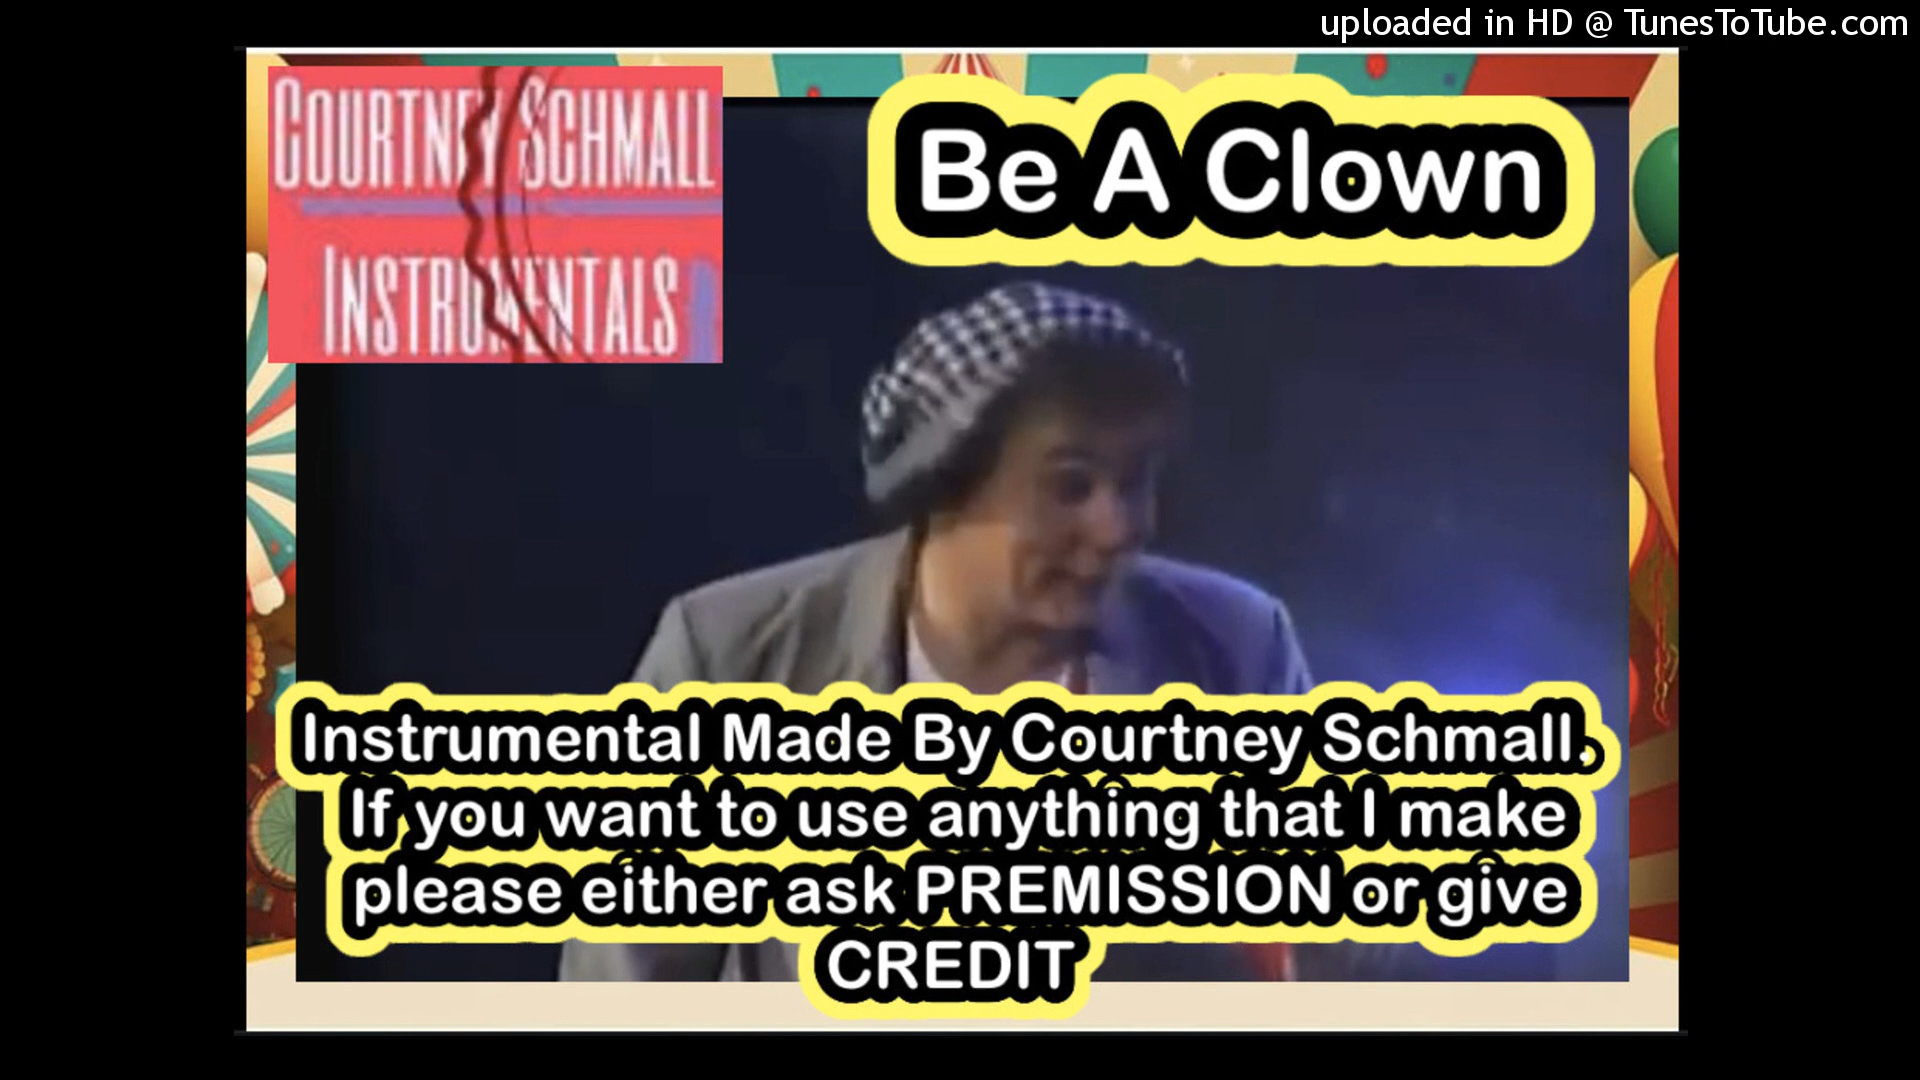 uploaded in HD @ TunesToTube.com
COURTNEY SCHMALL
INSTRUMENTALS
Be A Clown
Instrumental Made By Courtney Schmall.
If you want to use anything that I make
please either ask PREMISSION or give
CREDIT